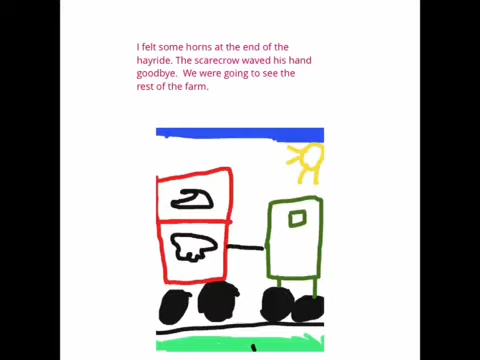 I felt some horns at the end of the
hayride. The scarecrow waved his hand
goodbye.  We were going to see the
rest of the farm.